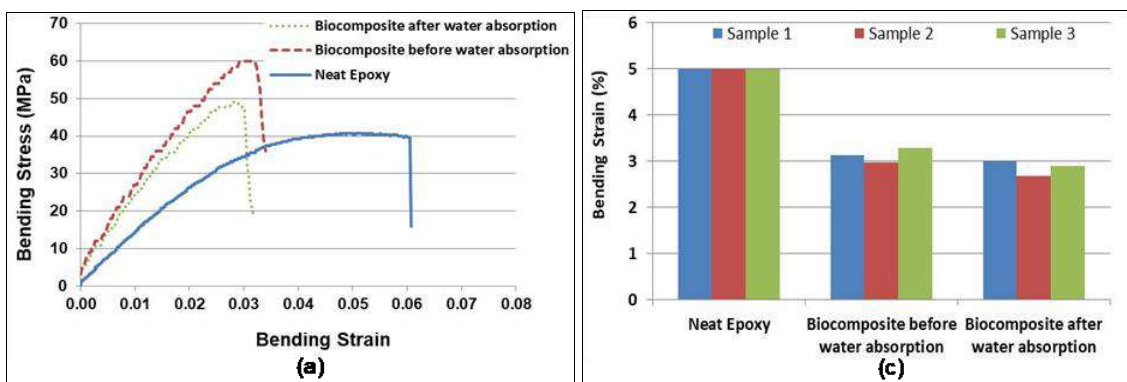 Biocomposite after water absorption
Biocomposite before water absorption
Neat Epoxy
Bending Stress (MPa)
70
60
50
40
30
20
10
0
0.00 0.01 0.02 0.03 0.04 0.05 0.06 0.07 0.08
Bending Strain
(a)
Sample 1 Sample 2 Sample 3
Bending Strain (%)
6
5
4
3
2
1
0
Neat Epoxy
Biocomposite before
water absorption
Biocomposite after
water absorption
(c)